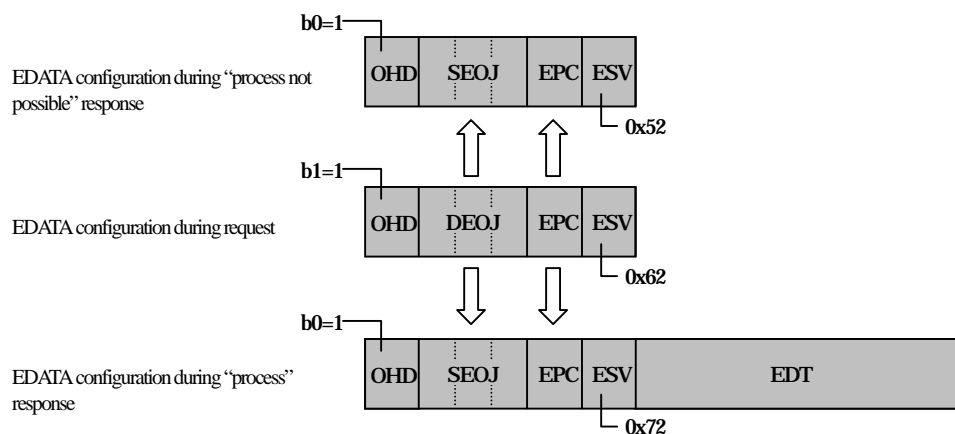 b0=1
OHD SEOJ EPC ESV
EDATA configuration during “process not
possible” response
0x52
b1=1
OHD DEOJ EPC ESV
EDATA configuration during request
0x62
b0=1
OHD SEOJ EPC ESV EDT
EDATA configuration during “process”
response
0x72